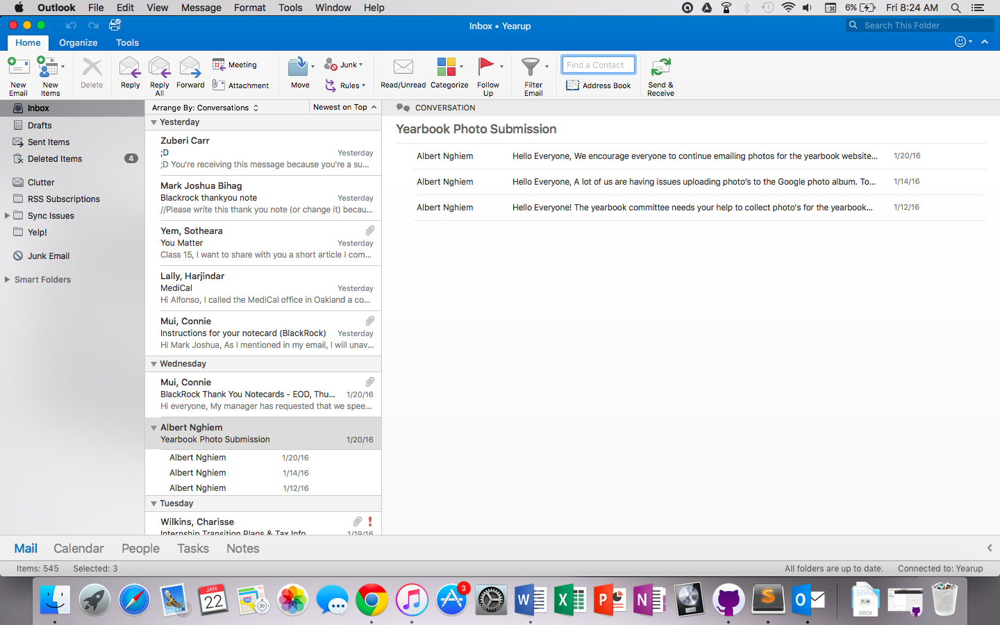 Outlook File Edit View Message Format Tools Window Help
6% Fri 8:24 AM
Inbox • Yearup
Search This Folder
Home Organize Tools
New Email
New Items
Delete
Reply
Reply All
Forward
Meeting
Attachment
Move
Junk
Rules
Read/Unread
Categorize
Follow Up
Filter Email
Find a Contact
Address Book
Send & Receive
Inbox
Drafts
Sent Items
Deleted Items 4
Clutter
RSS Subscriptions
Sync Issues
Yelp!
Junk Email
Smart Folders
Arrange By: Conversations Newest on Top
Yesterday
Zuberi Carr
;D Yesterday
;D You're receiving this message because you're a su...
Mark Joshua Bihag
Blackrock thankyou note Yesterday
//Please write this thank you note (or change it) becau...
Yem, Sotheara
You Matter Yesterday
Class 15, I want to share with you a short article I com...
Lally, Harjindar
MediCal Yesterday
Hi Alfonso, I called the MediCal office in Oakland a co...
Mui, Connie
Instructions for your notecard (BlackRock) Yesterday
Hi Mark Joshua, As I mentioned in my email, I will unav...
Wednesday
Mui, Connie
BlackRock Thank You Notecards - EOD, Thu... 1/20/16
Hi everyone, My manager has requested that we spee...
Albert Nghiem
Yearbook Photo Submission 1/20/16
Albert Nghiem 1/20/16
Albert Nghiem 1/14/16
Albert Nghiem 1/12/16
Tuesday
Wilkins, Charisse
Internship Transition Plans & Tax Info 1/19/16
CONVERSATION
Yearbook Photo Submission
Albert Nghiem Hello Everyone, We encourage everyone to continue emailing photos for the yearbook website... 1/20/16
Albert Nghiem Hello Everyone, A lot of us are having issues uploading photo's to the Google photo album. To... 1/14/16
Albert Nghiem Hello Everyone! The yearbook committee needs your help to collect photo's for the yearbook... 1/12/16
Mail Calendar People Tasks Notes
Items: 545 Selected: 3
All folders are up to date. Connected to: Yearup
JAN
22
3D
3
W
X
P
N
S
O
DOCX